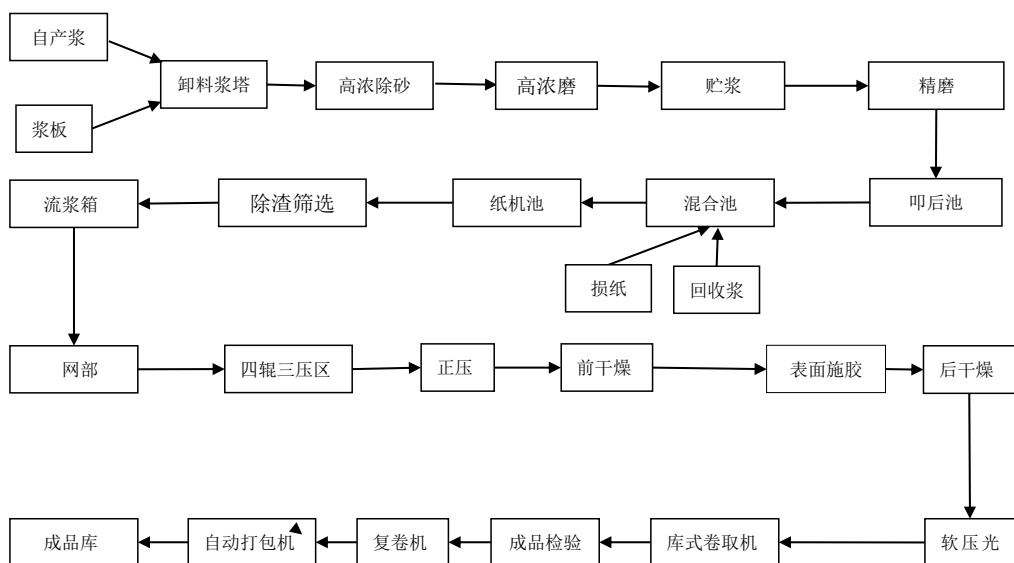 自产浆
浆板
卸料浆塔
高浓除砂
高浓磨
贮浆
精磨
叩后池
混合池
损纸
回收浆
纸机池
除渣筛选
流浆箱
网部
四辊三压区
正压
前干燥
表面施胶
后干燥
软压光
库式卷取机
成品检验
复卷机
自动打包机
成品库